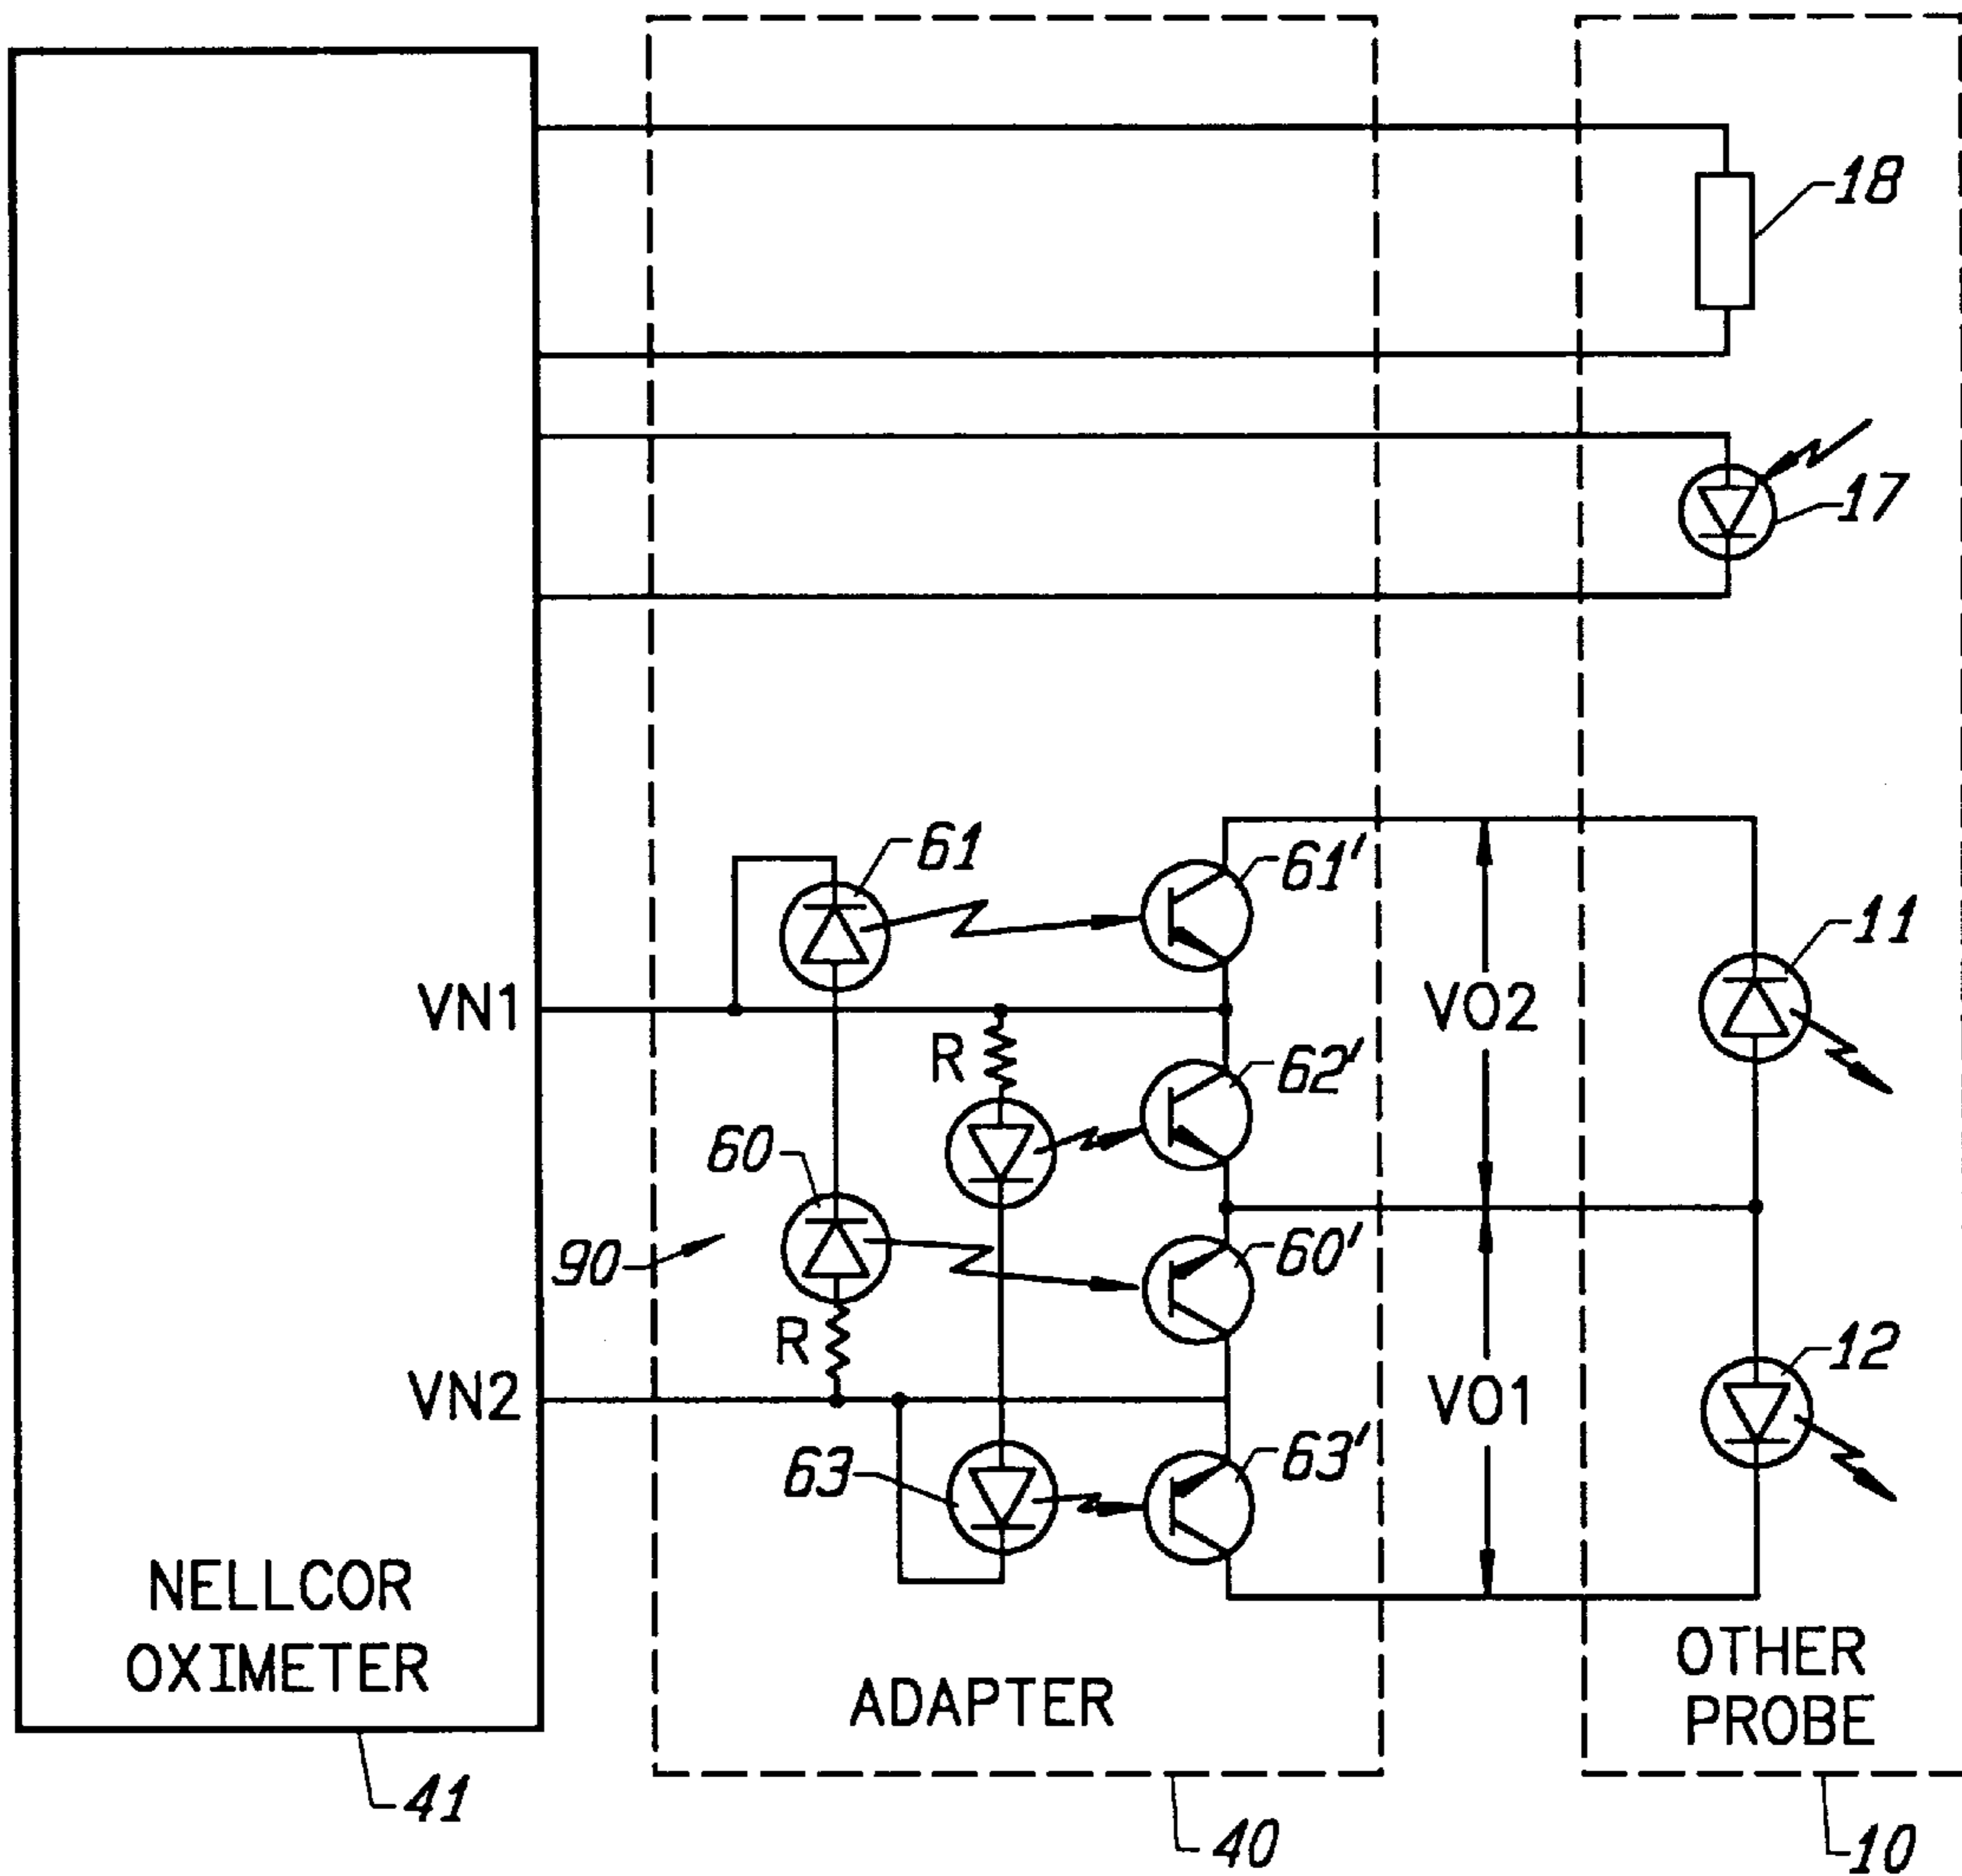 18
17
61
61'
11
VN1
VO2
R
62'
60
90
60'
R
12
VN2
VO1
63
63'
NELLCOR
OXIMETER
ADAPTER
OTHER
PROBE
41
40
10